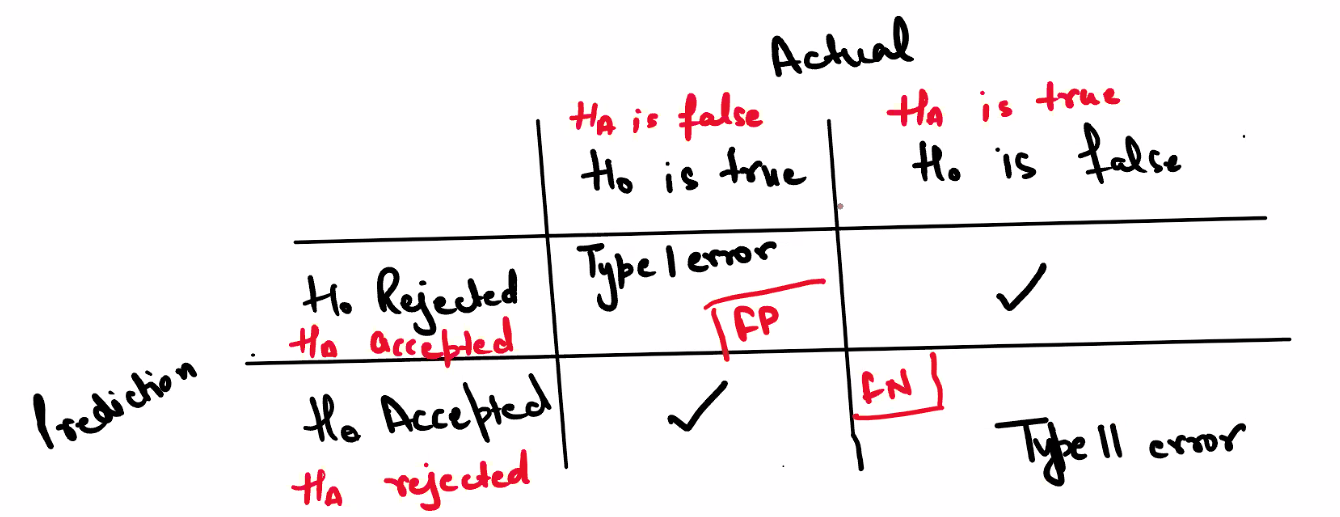 Actual
HA is false
HA is true
Ho is true
Ho is false
Type I error
Ho Rejected
FP
HA accepted
Prediction
FN
Ho Accepted
Type II error
HA rejected